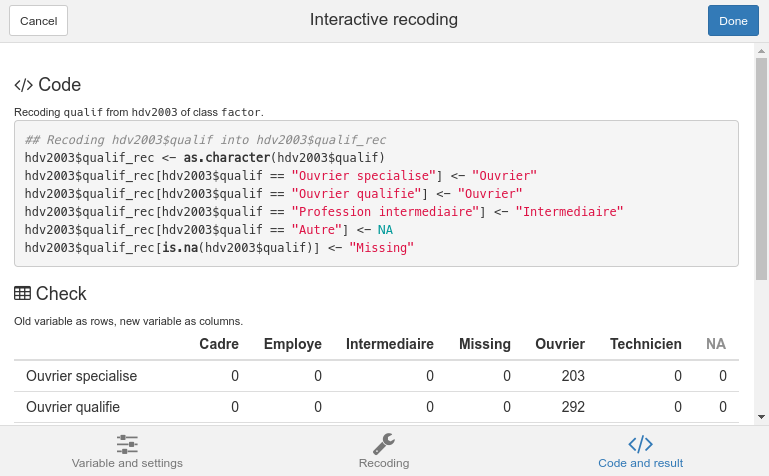 Cancel
Interactive recoding
Done
</> Code
Recoding qualif from hdv2003 of class factor.
## Recoding hdv2003$qualif into hdv2003$qualif_rec
hdv2003$qualif_rec <- as.character(hdv2003$qualif)
hdv2003$qualif_rec[hdv2003$qualif == "Ouvrier specialise"] <- "Ouvrier"
hdv2003$qualif_rec[hdv2003$qualif == "Ouvrier qualifie"] <- "Ouvrier"
hdv2003$qualif_rec[hdv2003$qualif == "Profession intermediaire"] <- "Intermediaire"
hdv2003$qualif_rec[hdv2003$qualif == "Autre"] <- NA
hdv2003$qualif_rec[is.na(hdv2003$qualif)] <- "Missing"
Check
Old variable as rows, new variable as columns.
Cadre Employe Intermediaire Missing Ouvrier Technicien NA
Ouvrier specialise 0 0 0 0 203 0 0
Ouvrier qualifie 0 0 0 0 292 0 0
Variable and settings
Recoding
Code and result